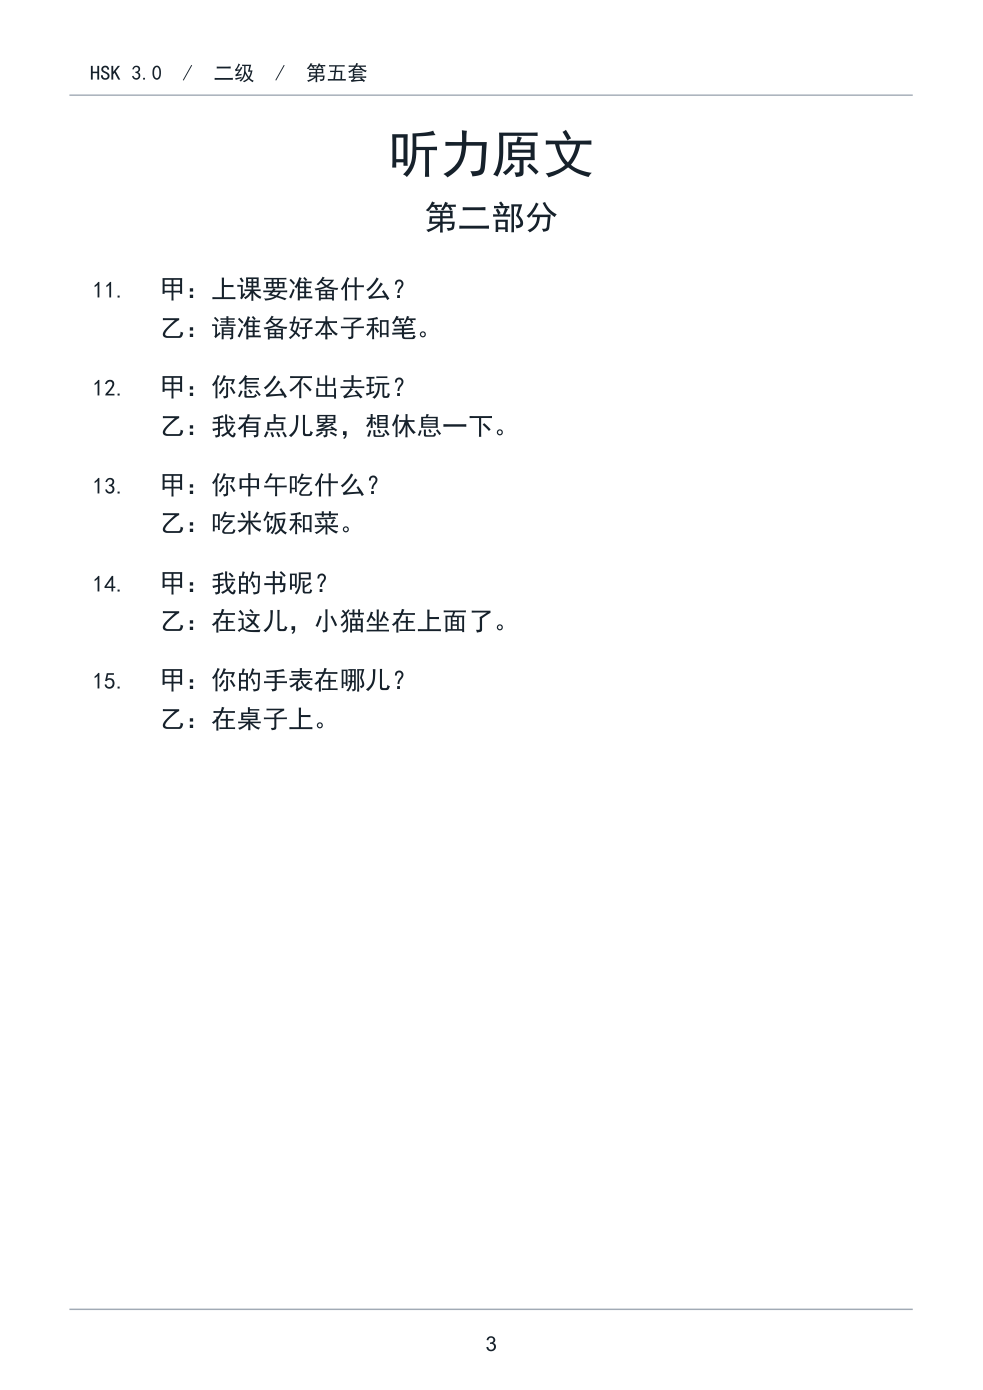 HSK 3.0 / 二级 / 第五套
听力原文
第二部分
11. 甲：上课要准备什么？
乙：请准备好本子和笔。
12. 甲：你怎么不出去玩？
乙：我有点儿累，想休息一下。
13. 甲：你中午吃什么？
乙：吃米饭和菜。
14. 甲：我的书呢？
乙：在这儿，小猫坐在上面了。
15. 甲：你的手表在哪儿？
乙：在桌子上。
3